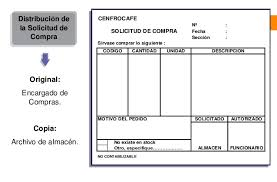 Distribución de
la Solicitud de
Compra
Original:
Encargado de
Compras.
Copia:
Archivo de almacén.
CENFROCAFE
SOLICITUD DE COMPRA
Nº :
Fecha :
Sección :
Sírvase comprar lo siguiente :
CODIGO CANTIDAD UNIDAD DESCRIPCION
MOTIVO DEL PEDIDO SOLICITADO AUTORIZADO
No existe en stock
Otro, especifique................ ALMACEN FUNCIONARIO
NO CONTABILIZABLE